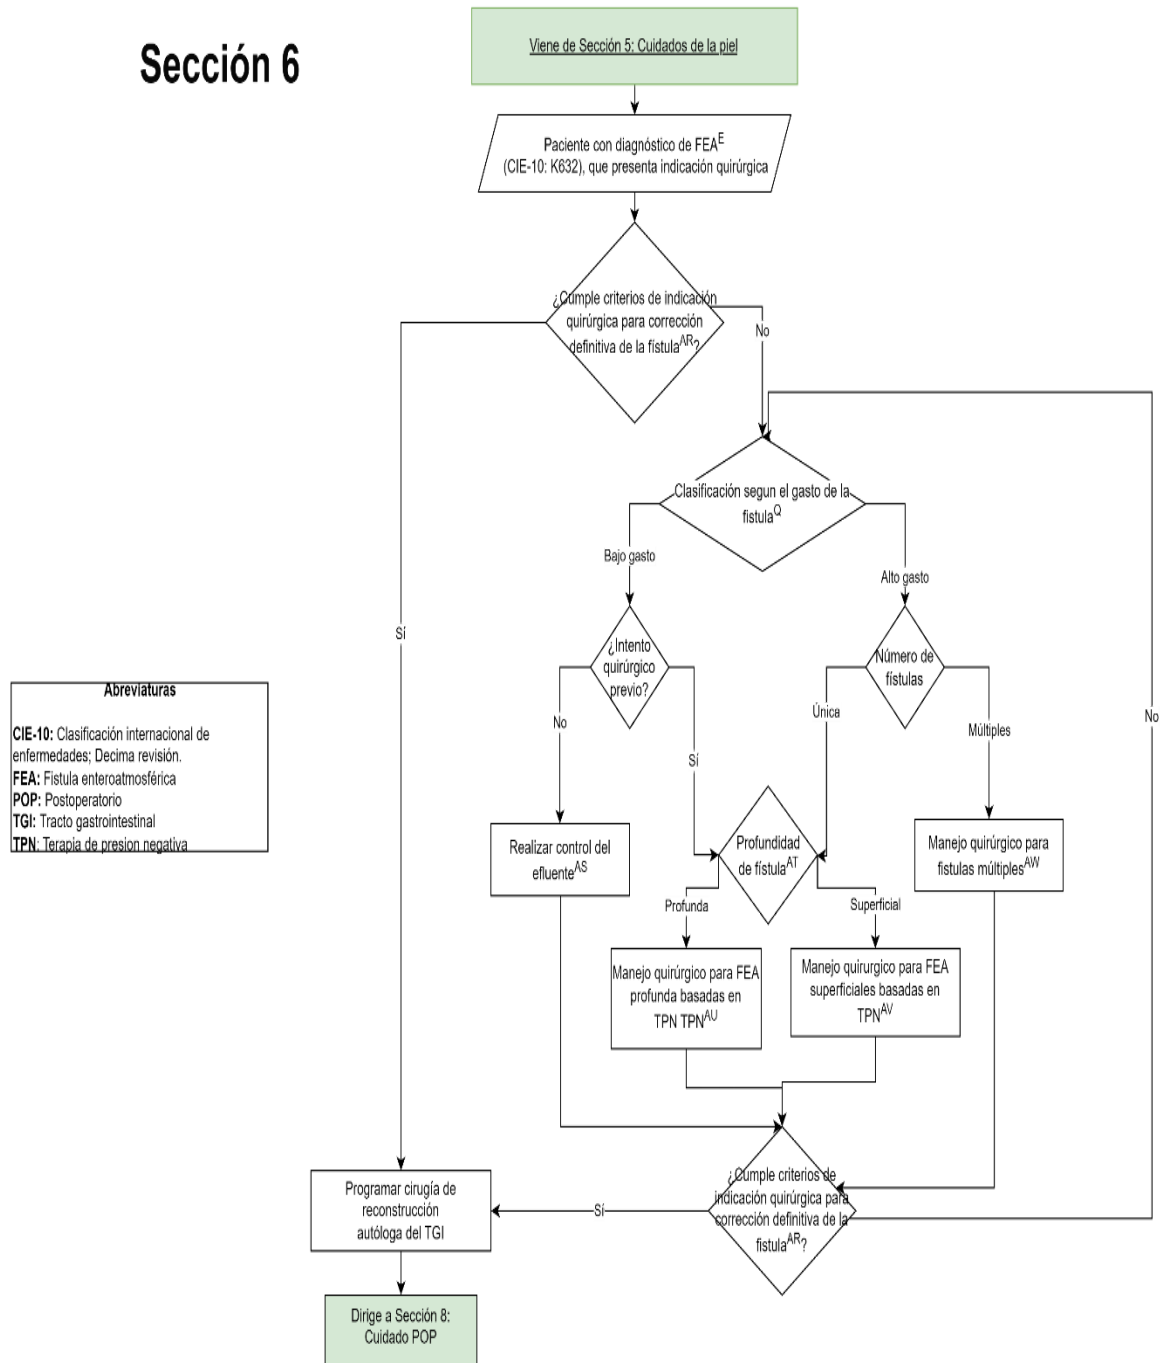 Sección 6
Viene de Sección 5: Cuidados de la piel
Paciente con diagnóstico de FEA^E
(CIE-10: K632), que presenta indicación quirúrgica
¿Cumple criterios de indicación
quirúrgica para corrección
definitiva de la fístula^AR?
No
Clasificación segun el gasto de la
fistula^Q
Bajo gasto
Alto gasto
Sí
¿Intento
quirúrgico
previo?
Número de
fístulas
Abreviaturas
CIE-10: Clasificación internacional de
enfermedades; Decima revisión.
FEA: Fistula enteroatmosférica
POP: Postoperatorio
TGI: Tracto gastrointestinal
TPN: Terapia de presion negativa
No
Única
Múltiples
No
Sí
Realizar control del
efluente^AS
Profundidad
de fístula^AT
Manejo quirúrgico para
fistulas múltiples^AW
Profunda
Superficial
Manejo quirúrgico para FEA
profunda basadas en
TPN TPN^AU
Manejo quirurgico para FEA
superficiales basadas en
TPN^AV
¿Cumple criterios de
indicación quirúrgica para
corrección definitiva de la
fistula^AR?
Sí
Programar cirugía de
reconstrucción
autóloga del TGI
Dirige a Sección 8:
Cuidado POP